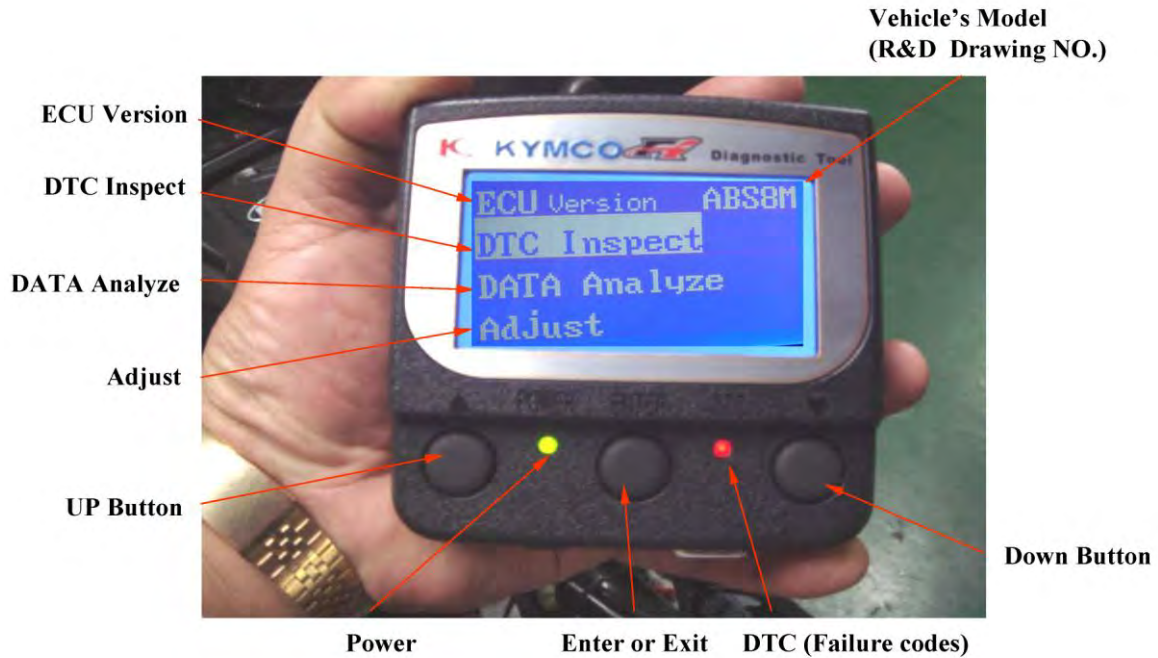 Vehicle's Model
(R&D Drawing NO.)
ECU Version
DTC Inspect
DATA Analyze
Adjust
UP Button
KYMCO Fi Diagnostic Tool
ECU Version ABS8M
DTC Inspect
DATA Analyze
Adjust
Down Button
Power
Enter or Exit
DTC (Failure codes)